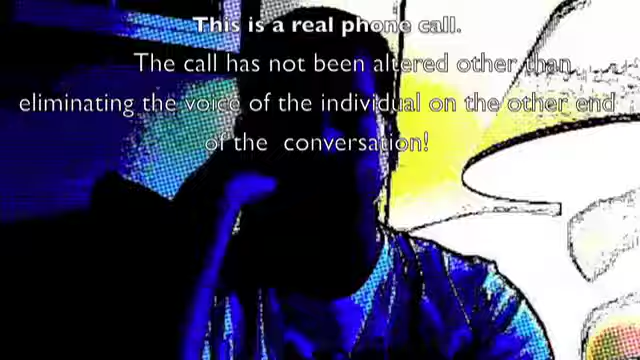 This is a real phone call.
The call has not been altered other than
eliminating the voice of the individual on the other end
of the  conversation!